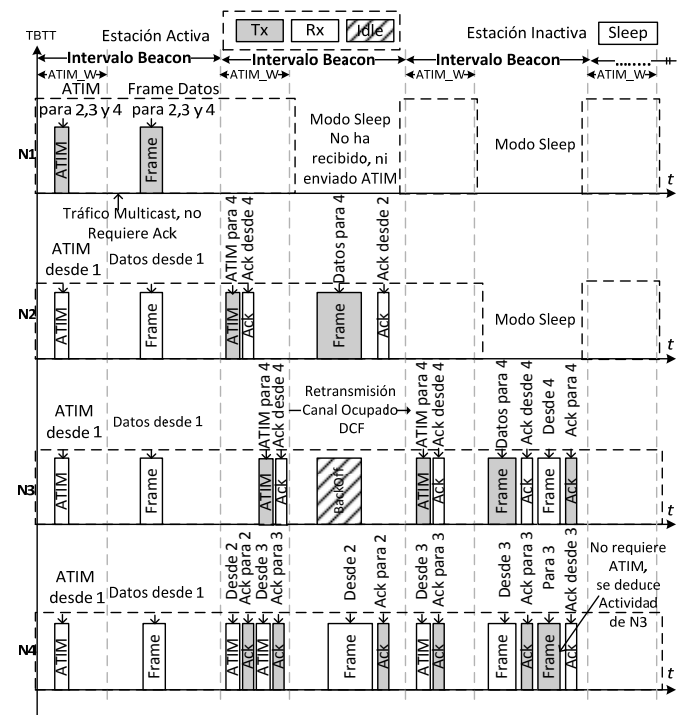 TBTT
Estación Activa
Tx
Rx
Idle
Estación Inactiva
Sleep
Intervalo Beacon
Intervalo Beacon
Intervalo Beacon
........
ATIM_W
ATIM_W
ATIM_W
ATIM_W
ATIM
para 2,3 y 4
Frame Datos
para 2,3 y 4
Modo Sleep
No ha
recibido, ni
enviado ATIM
Modo Sleep
N1
ATIM
Frame
t
Tráfico Multicast, no
Requiere Ack
ATIM
desde 1
Datos desde 1
ATIM para 4
Ack desde 4
Datos para 4
Ack desde 2
N2
ATIM
Frame
ATIM
Ack
Frame
Ack
Modo Sleep
t
ATIM
desde 1
Datos desde 1
ATIM para 4
Ack desde 4
Retransmisión
Canal Ocupado
DCF
ATIM para 4
Ack desde 4
Datos para 4
Ack desde 4
Desde 4
Ack para 4
N3
ATIM
Frame
ATIM
Ack
BackOff
ATIM
Ack
Frame
Ack
Frame
Ack
t
ATIM
desde 1
Datos desde 1
Desde 2
Ack para 2
Desde 3
Ack para 3
Desde 2
Ack para 2
Desde 3
Ack para 3
Desde 3
Ack para 3
Para 3
Ack desde 3
No requiere
ATIM,
se deduce
Actividad
de N3
N4
ATIM
Frame
ATIM
Ack
ATIM
Ack
Frame
Ack
ATIM
Ack
Frame
Ack
Frame
Ack
t